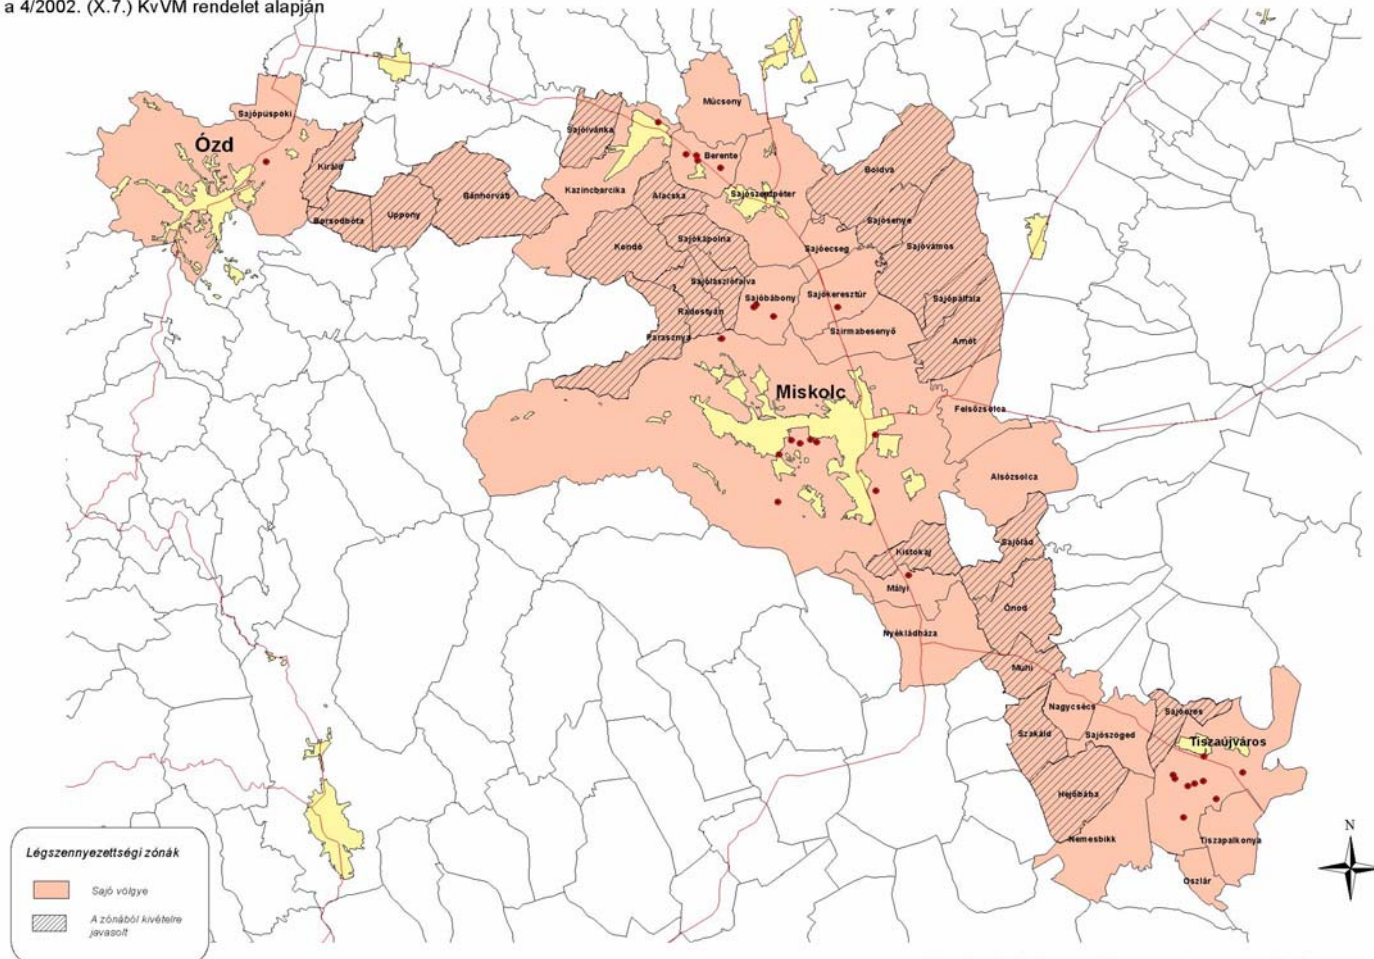 a 4/2002. (X.7.) KvVM rendelet alapján
Sajópüspöki
Ózd
Királd
Borsodbóta
Uppony
Bánhorváti
Sajóivánka
Múcsony
Berente
Kazincbarcika
Alacska
Sajószentpéter
Boldva
Sajósenye
Sajóvámos
Kondó
Sajókápolna
Sajóecseg
Sajólászlófalva
Sajóbábony
Sajókeresztúr
Sajópálfala
Radostyán
Szirmabesenyő
Parasznya
Arnót
Miskolc
Felsőzsolca
Alsózsolca
Kistokaj
Sajólád
Mályi
Ónod
Nyékládháza
Muhi
Nagycsécs
Sajóörös
Szakáld
Sajószöged
Tiszaújváros
Hejőbába
Nemesbikk
Tiszapalkonya
Oszlár
N
Légszennyezettségi zónák
Sajó völgye
A zónából kivételre
javasolt